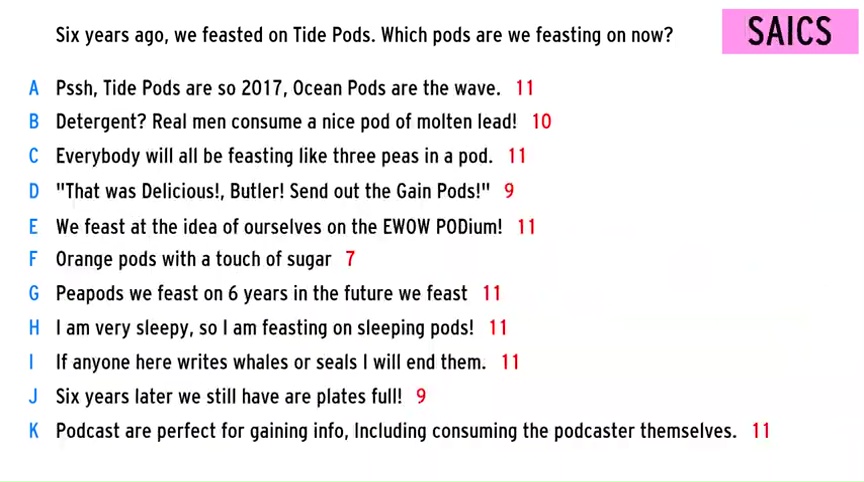 Six years ago, we feasted on Tide Pods. Which pods are we feasting on now?
SAICS
A Pssh, Tide Pods are so 2017, Ocean Pods are the wave. 11
B Detergent? Real men consume a nice pod of molten lead! 10
C Everybody will all be feasting like three peas in a pod. 11
D "That was Delicious!, Butler! Send out the Gain Pods!" 9
E We feast at the idea of ourselves on the EWOW PODium! 11
F Orange pods with a touch of sugar 7
G Peapods we feast on 6 years in the future we feast 11
H I am very sleepy, so I am feasting on sleeping pods! 11
I If anyone here writes whales or seals I will end them. 11
J Six years later we still have are plates full! 9
K Podcast are perfect for gaining info, Including consuming the podcaster themselves. 11